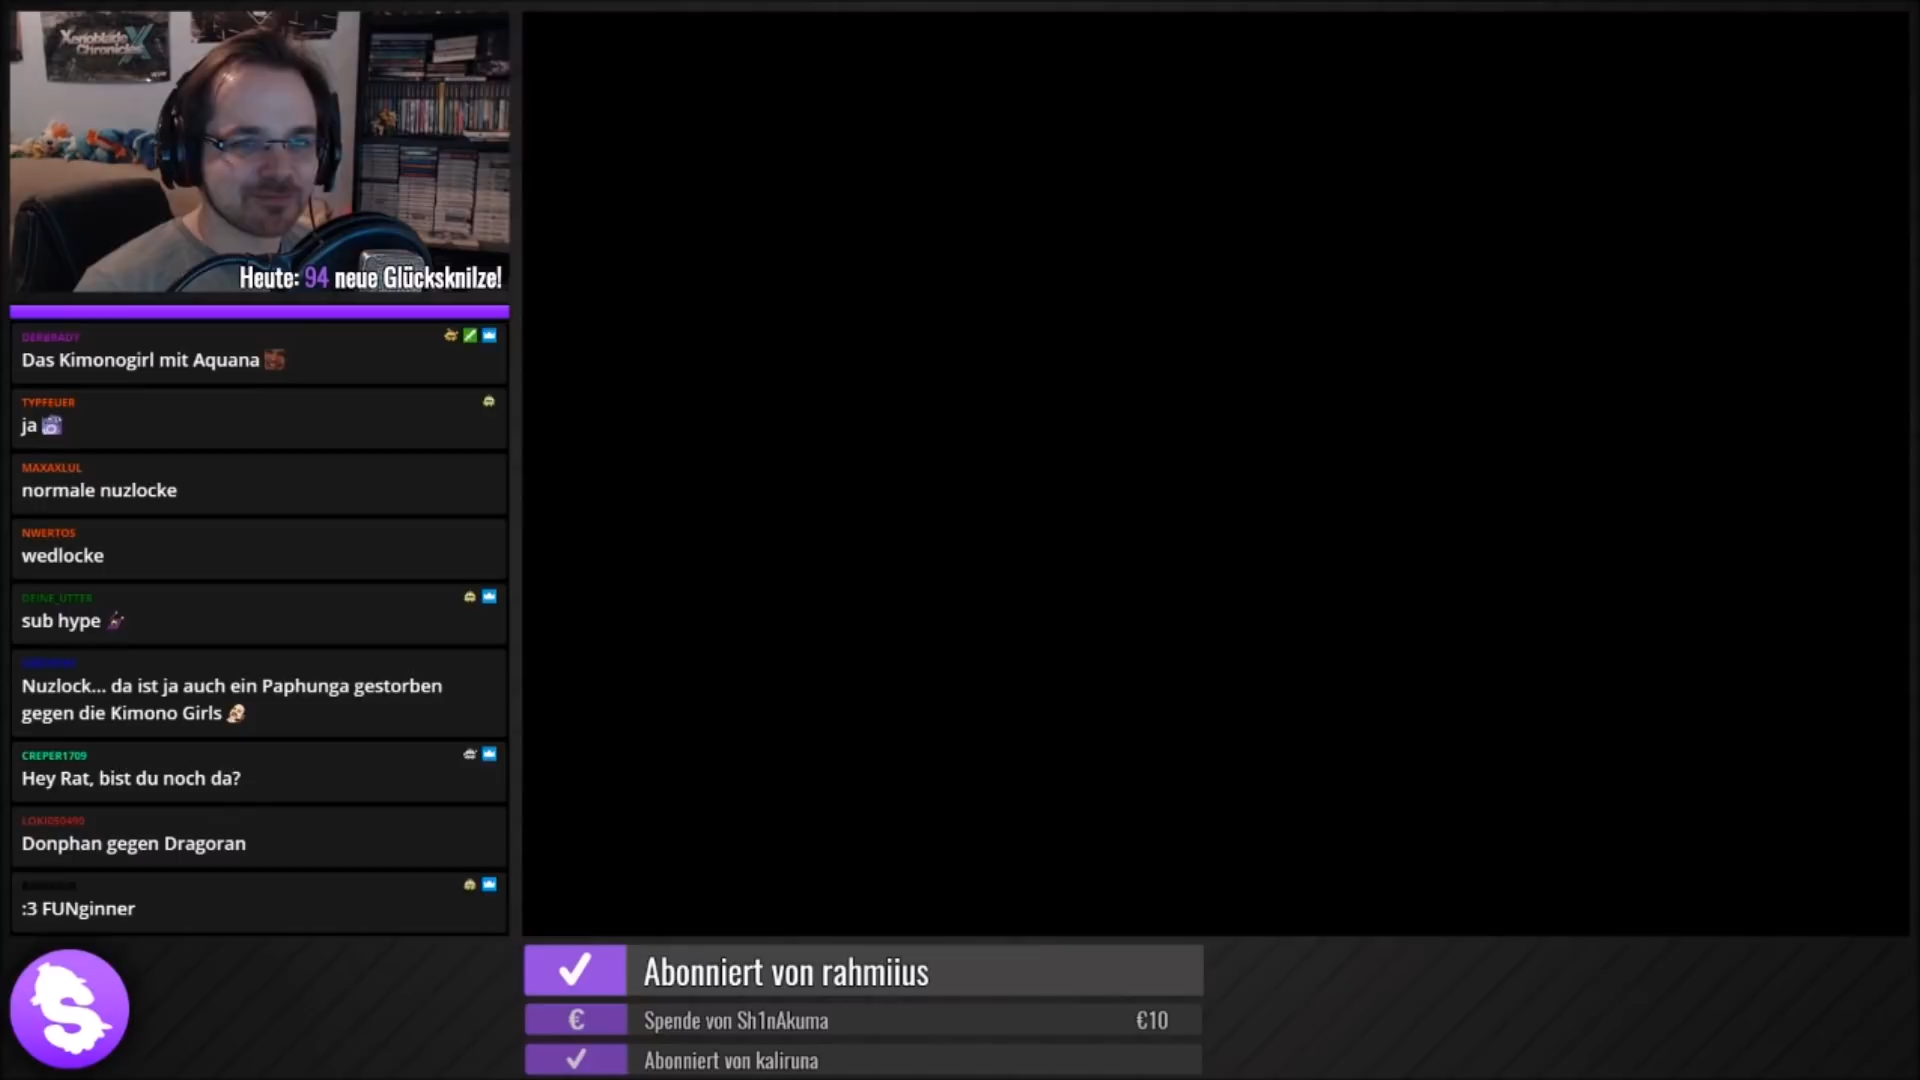 Xenoblade
Chronicles X
Heute: 94 neue Glücksknilze!
DERBRADY
Das Kimonogirl mit Aquana
TYPFEUER
ja
MAXAXLUL
normale nuzlocke
NWERTOS
wedlocke
DEINE_UTTER
sub hype
Nuzlock... da ist ja auch ein Paphunga gestorben
gegen die Kimono Girls
CREPER1709
Hey Rat, bist du noch da?
LOKI050490
Donphan gegen Dragoran
:3 FUNginner
S
Abonniert von rahmiius
€ Spende von Sh1nAkuma €10
Abonniert von kaliruna